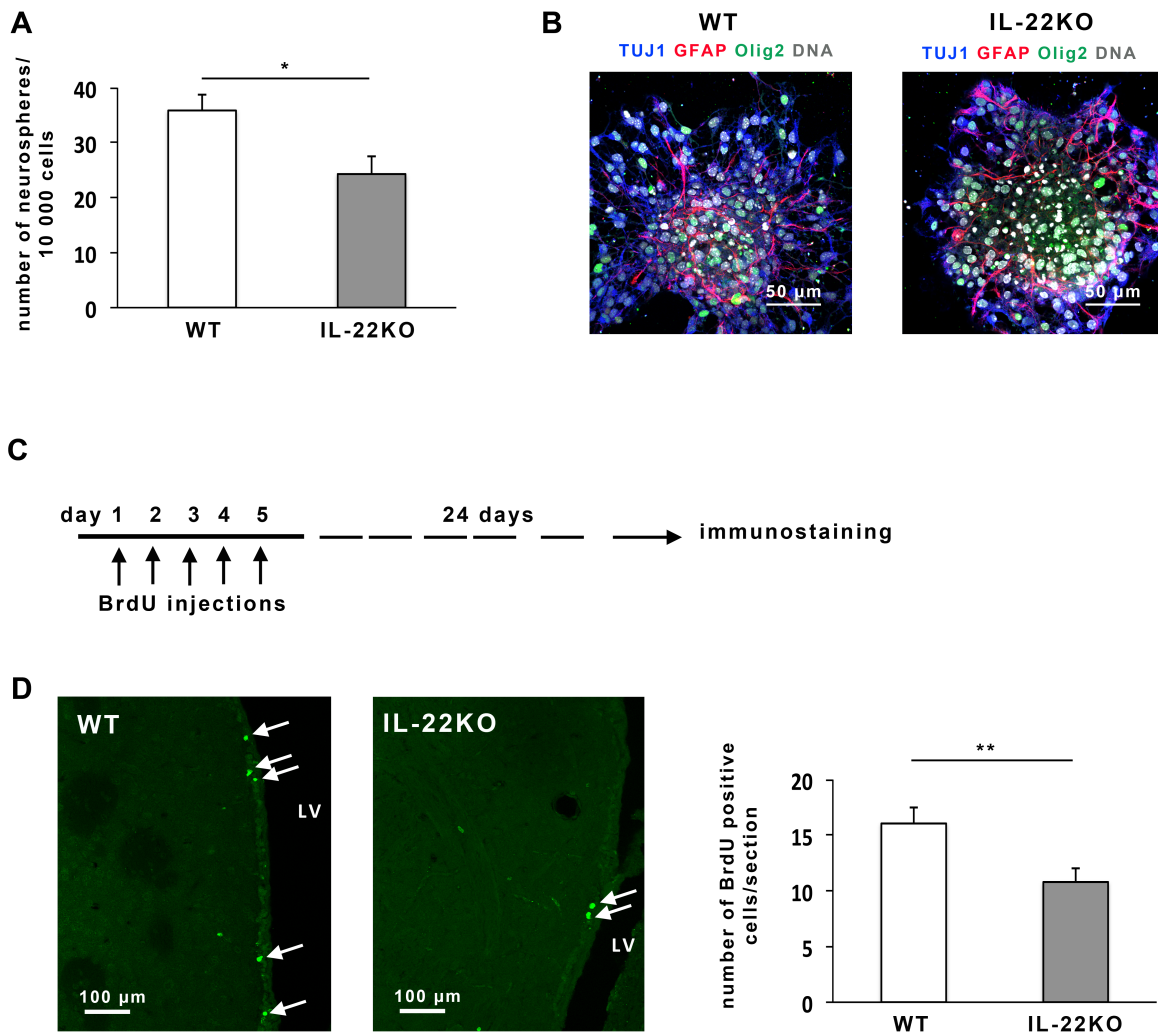 A
number of neurospheres/
10 000 cells
40
30
20
10
0
*
WT
IL-22KO
B
WT
TUJ1 GFAP Olig2 DNA
50 µm
IL-22KO
TUJ1 GFAP Olig2 DNA
50 µm
C
day 1 2 3 4 5
24 days
immunostaining
BrdU injections
D
WT
LV
100 µm
IL-22KO
LV
100 µm
number of BrdU positive
cells/section
20
15
10
5
0
**
WT
IL-22KO